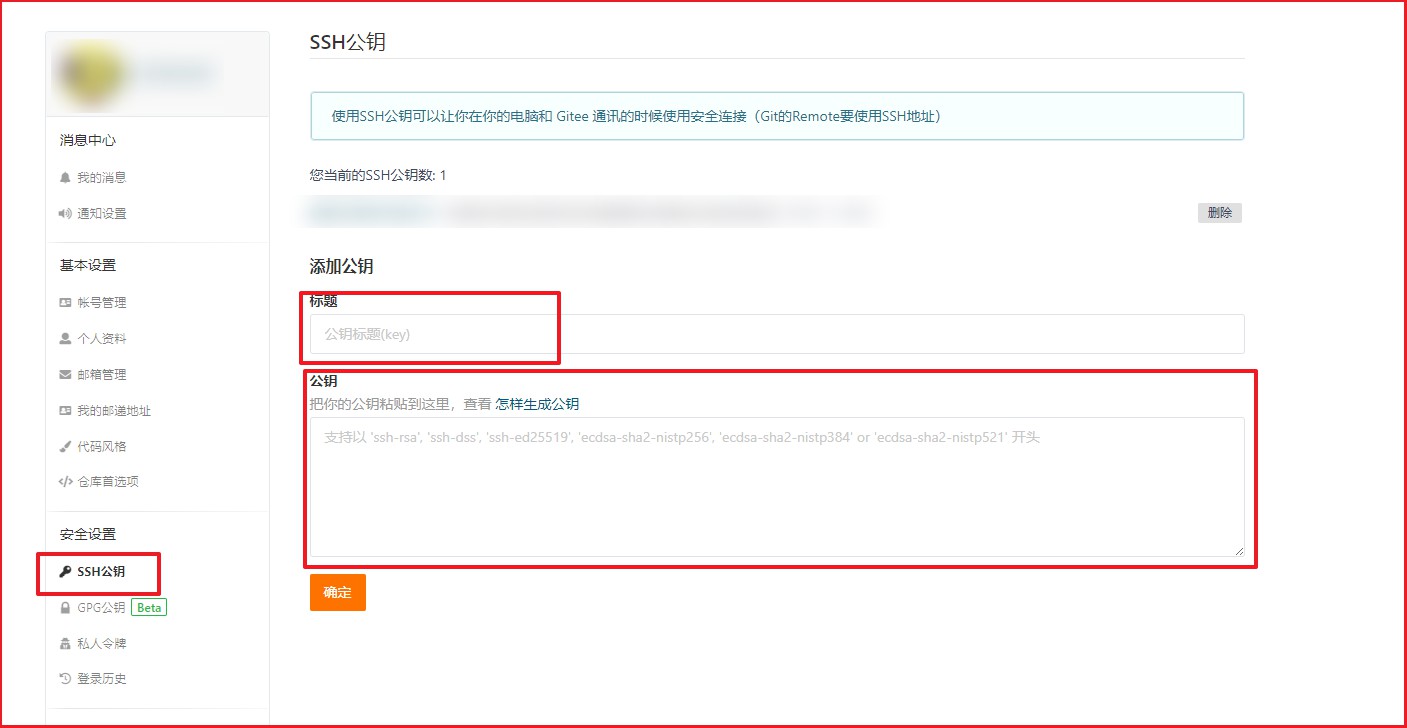 消息中心
我的消息
通知设置
基本设置
帐号管理
个人资料
邮箱管理
我的邮递地址
代码风格
仓库首选项
安全设置
SSH公钥
GPG公钥 Beta
私人令牌
登录历史
SSH公钥
使用SSH公钥可以让你在你的电脑和 Gitee 通讯的时候使用安全连接（Git的Remote要使用SSH地址）
您当前的SSH公钥数: 1
删除
添加公钥
标题
公钥标题(key)
公钥
把你的公钥粘贴到这里，查看 怎样生成公钥
支持以 'ssh-rsa', 'ssh-dss', 'ssh-ed25519', 'ecdsa-sha2-nistp256', 'ecdsa-sha2-nistp384' or 'ecdsa-sha2-nistp521' 开头
确定